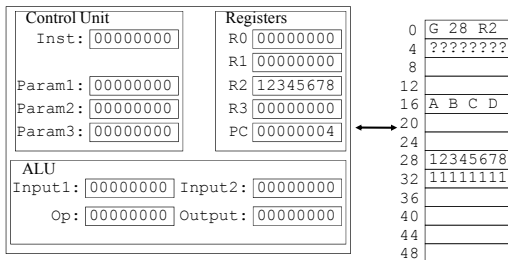 Control Unit
Inst: 00000000
Param1: 00000000
Param2: 00000000
Param3: 00000000
Registers
R0 00000000
R1 00000000
R2 12345678
R3 00000000
PC 00000004
ALU
Input1: 00000000 Input2: 00000000
Op: 00000000 Output: 00000000
0 G 28 R2
4 ????????
8
12
16 A B C D
20
24
28 12345678
32 11111111
36
40
44
48